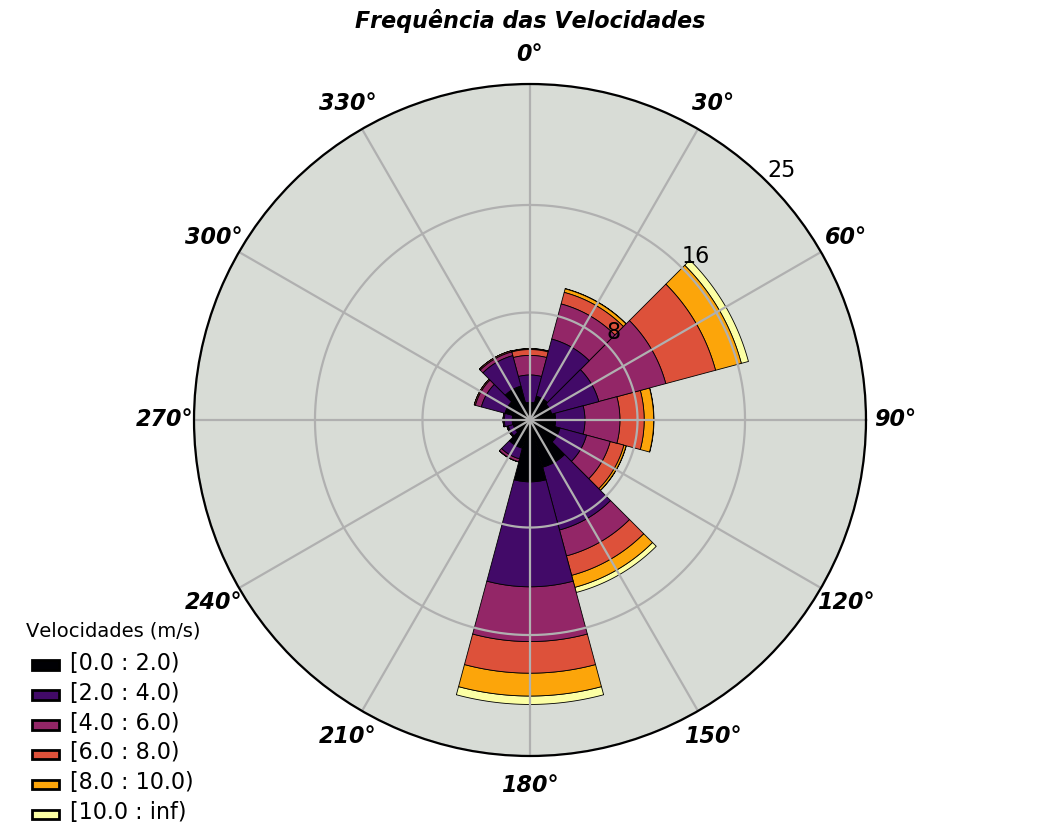 Frequência das Velocidades
0°
330°
30°
25
300°
60°
16
8
270°
90°
240°
120°
210°
150°
180°
Velocidades (m/s)
[0.0 : 2.0)
[2.0 : 4.0)
[4.0 : 6.0)
[6.0 : 8.0)
[8.0 : 10.0)
[10.0 : inf)